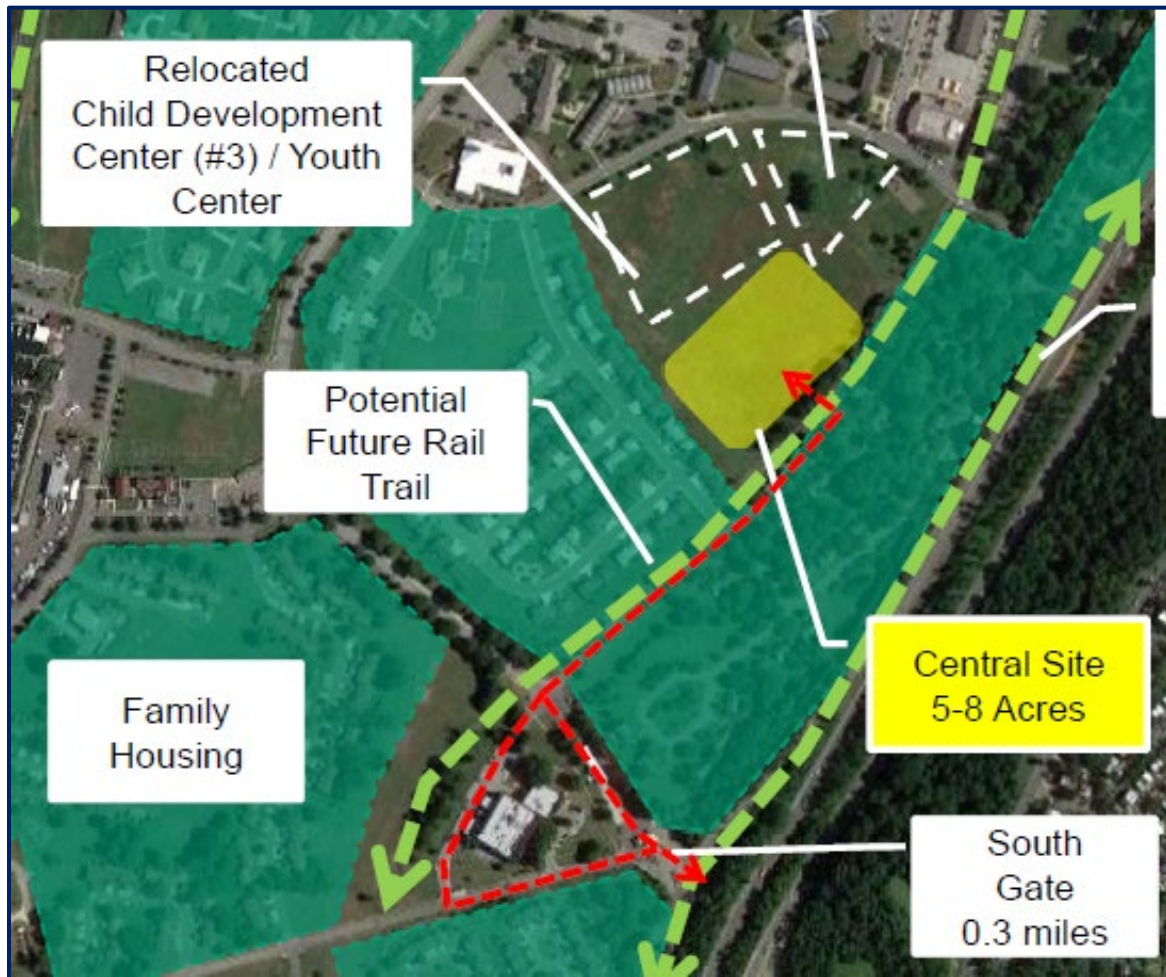 Relocated
Child Development
Center (#3) / Youth
Center
Potential
Future Rail
Trail
Family
Housing
Central Site
5-8 Acres
South
Gate
0.3 miles